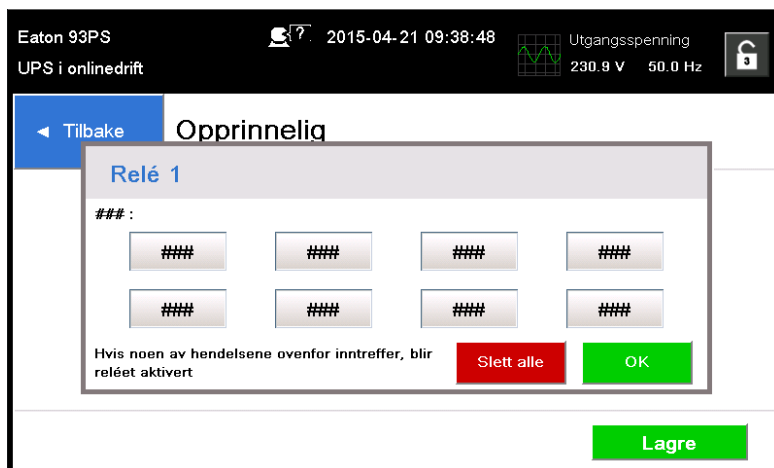 Eaton 93PS
? 2015-04-21 09:38:48
Utgangsspenning
UPS i onlinedrift
230.9 V 50.0 Hz
3
◄ Tilbake
Opprinnelig
Relé 1
### :
### ### ### ###
### ### ### ###
Hvis noen av hendelsene ovenfor inntreffer, blir
reléet aktivert
Slett alle
OK
Lagre